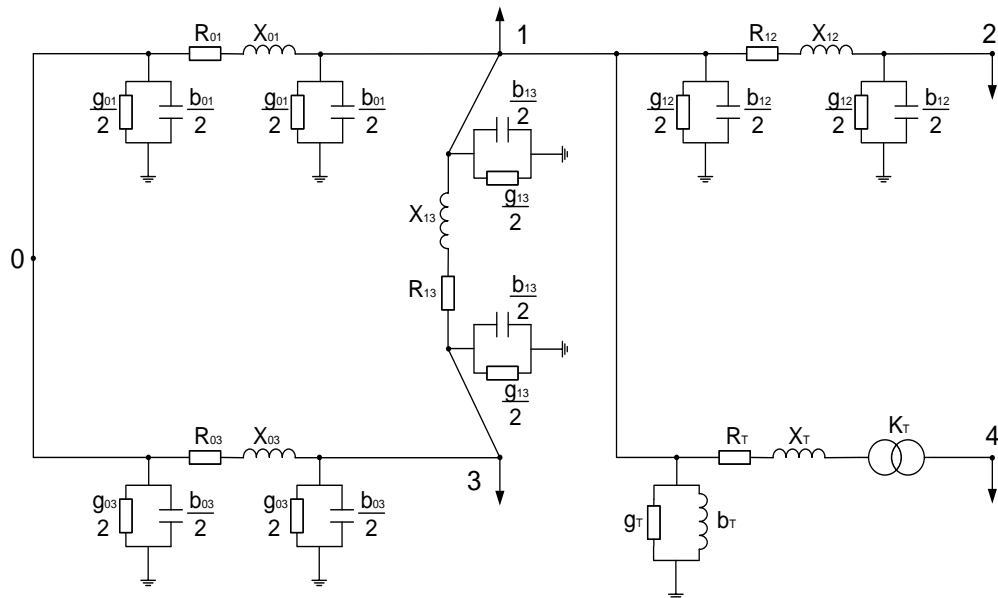 R01 X01 1 R12 X12 2
g01 b01 g01 b01 g12 b12 g12 b12
2 2 2 2 2 2 2 2
b13
2
g13
2
X13
0
R13
b13
2
g13
2
R03 X03 3 RT XT KT 4
g03 b03 g03 b03
2 2 2 2
gT bT